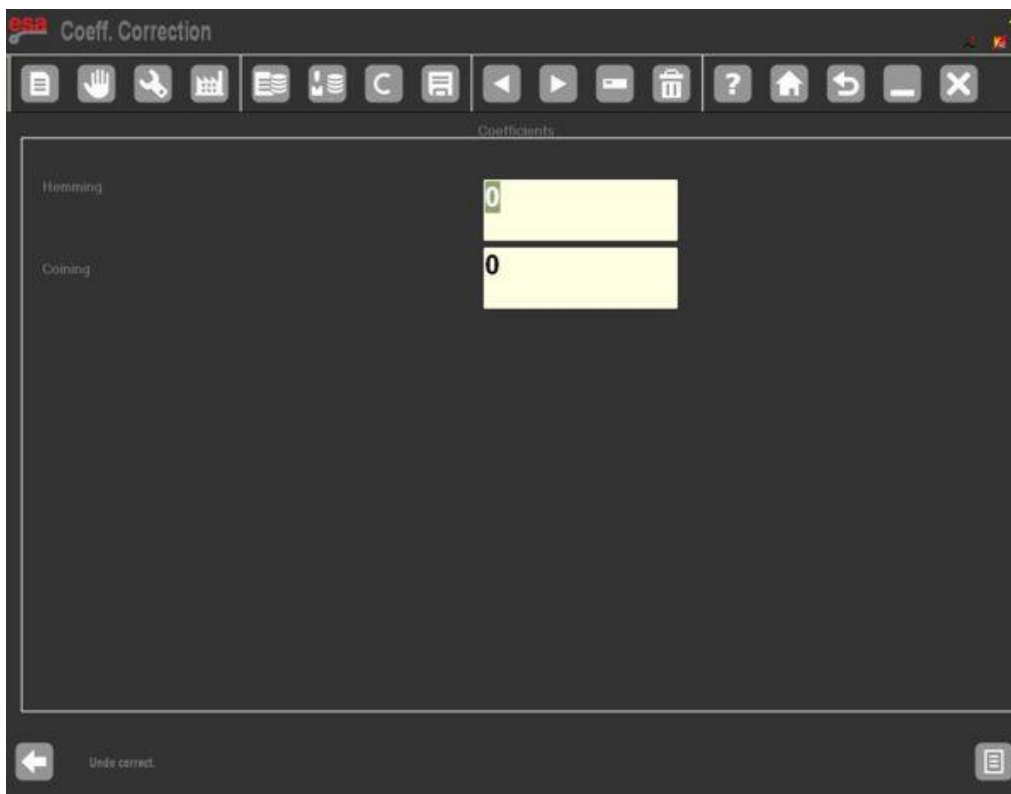 esa Coeff. Correction
C ?
Coefficients
Hemming
0
Coining
0
Undo correct.